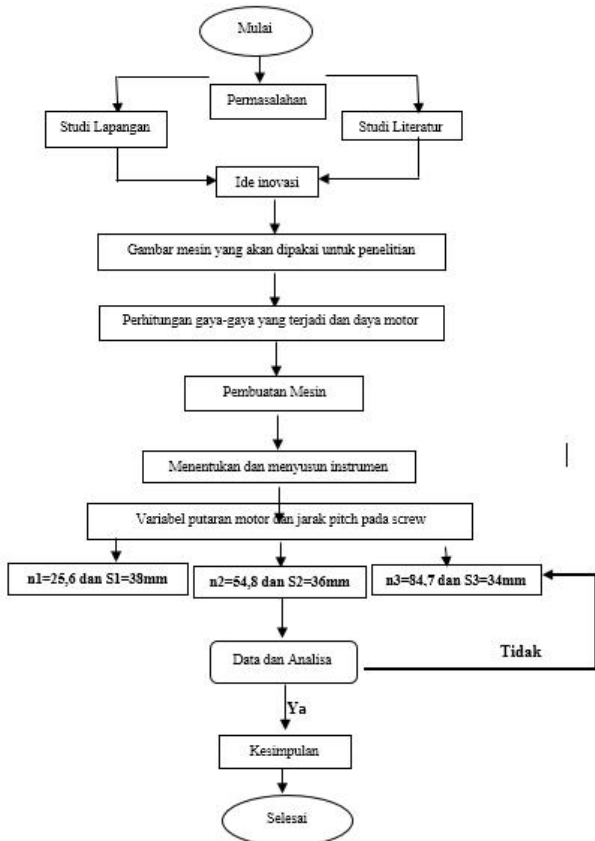 Mulai
Permasalahan
Studi Lapangan
Studi Literatur
Ide inovasi
Gambar mesin yang akan dipakai untuk penelitian
Perhitungan gaya-gaya yang terjadi dan daya motor
Pembuatan Mesin
Menentukan dan menyusun instrumen
Variabel putaran motor dan jarak pitch pada screw
n1=25,6 dan S1=38mm
n2=54,8 dan S2=36mm
n3=84,7 dan S3=34mm
Data dan Analisa
Tidak
Ya
Kesimpulan
Selesai